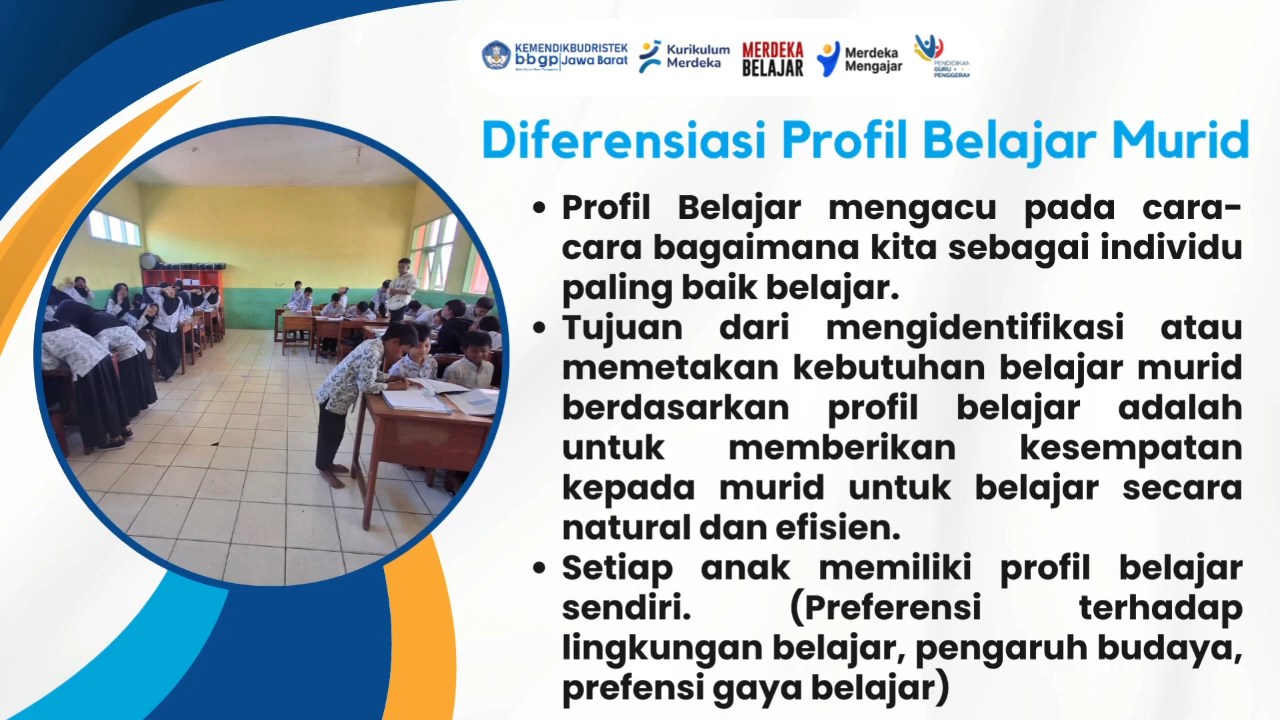 KEMENDIKBUDRISTEK
bbgp Jawa Barat
Kurikulum
Merdeka
MERDEKA
BELAJAR
Merdeka
Mengajar
PENDIDIKAN
GURU
PENGGERAK
Diferensiasi Profil Belajar Murid
• Profil Belajar mengacu pada cara-
cara bagaimana kita sebagai individu
paling baik belajar.
• Tujuan dari mengidentifikasi atau
memetakan kebutuhan belajar murid
berdasarkan profil belajar adalah
untuk memberikan kesempatan
kepada murid untuk belajar secara
natural dan efisien.
• Setiap anak memiliki profil belajar
sendiri. (Preferensi terhadap
lingkungan belajar, pengaruh budaya,
prefensi gaya belajar)